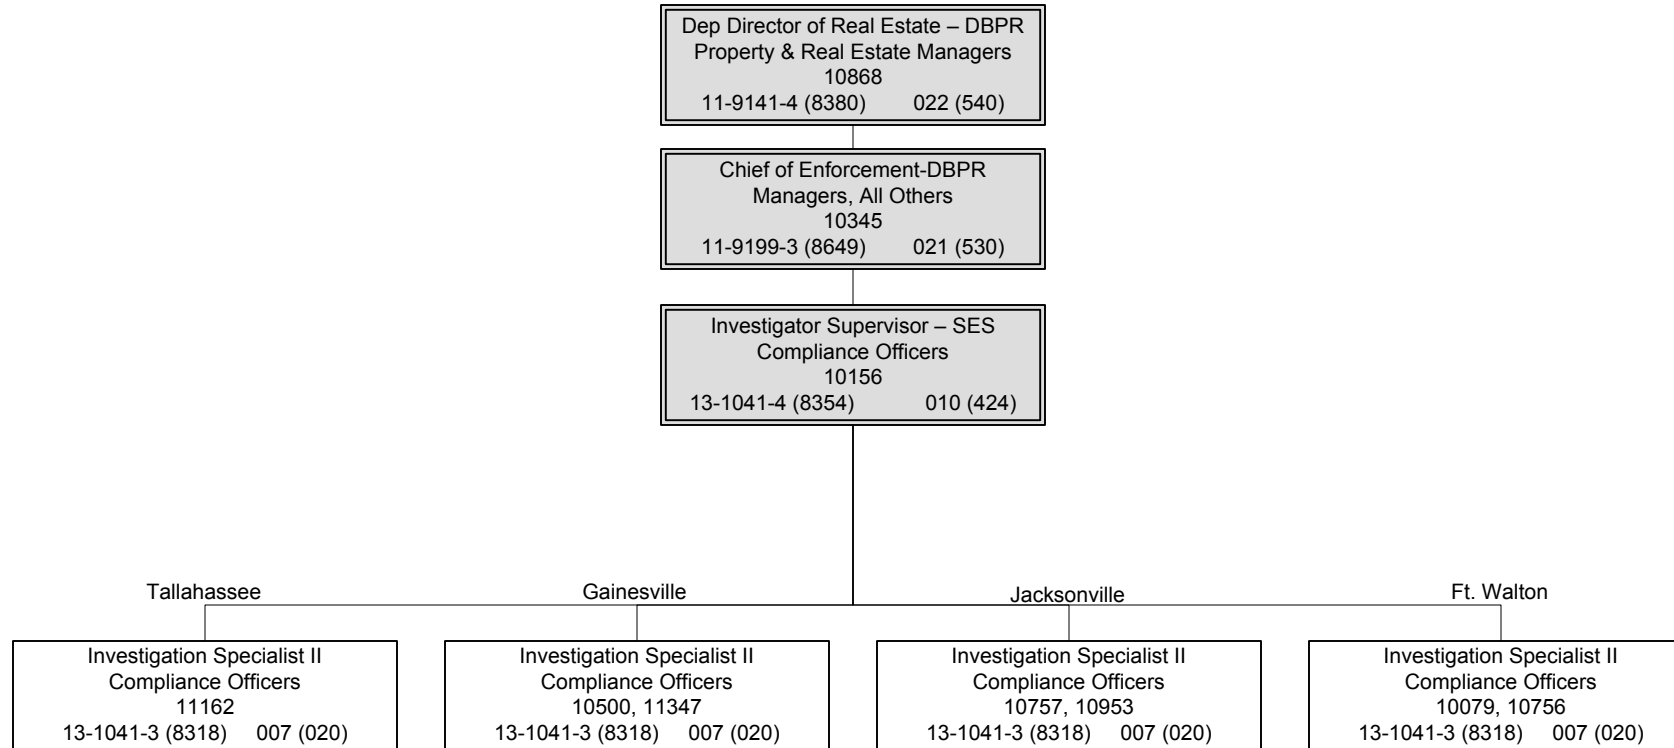 Dep Director of Real Estate – DBPR
Property & Real Estate Managers
10868
11-9141-4 (8380) 022 (540)
Chief of Enforcement-DBPR
Managers, All Others
10345
11-9199-3 (8649) 021 (530)
Investigator Supervisor – SES
Compliance Officers
10156
13-1041-4 (8354) 010 (424)
Tallahassee
Investigation Specialist II
Compliance Officers
11162
13-1041-3 (8318) 007 (020)
Gainesville
Investigation Specialist II
Compliance Officers
10500, 11347
13-1041-3 (8318) 007 (020)
Jacksonville
Investigation Specialist II
Compliance Officers
10757, 10953
13-1041-3 (8318) 007 (020)
Ft. Walton
Investigation Specialist II
Compliance Officers
10079, 10756
13-1041-3 (8318) 007 (020)